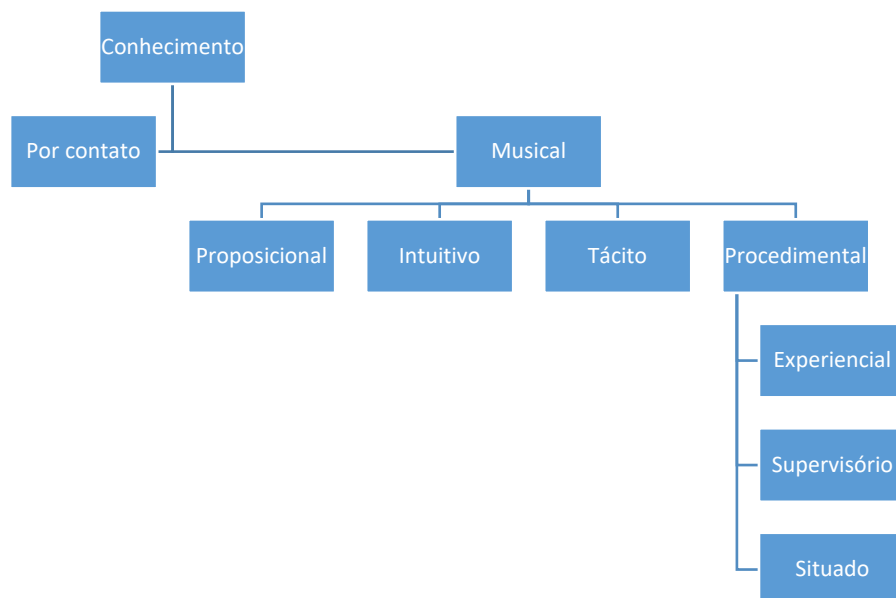 Conhecimento
Por contato
Musical
Proposicional
Intuitivo
Tácito
Procedimental
Experiencial
Supervisório
Situado